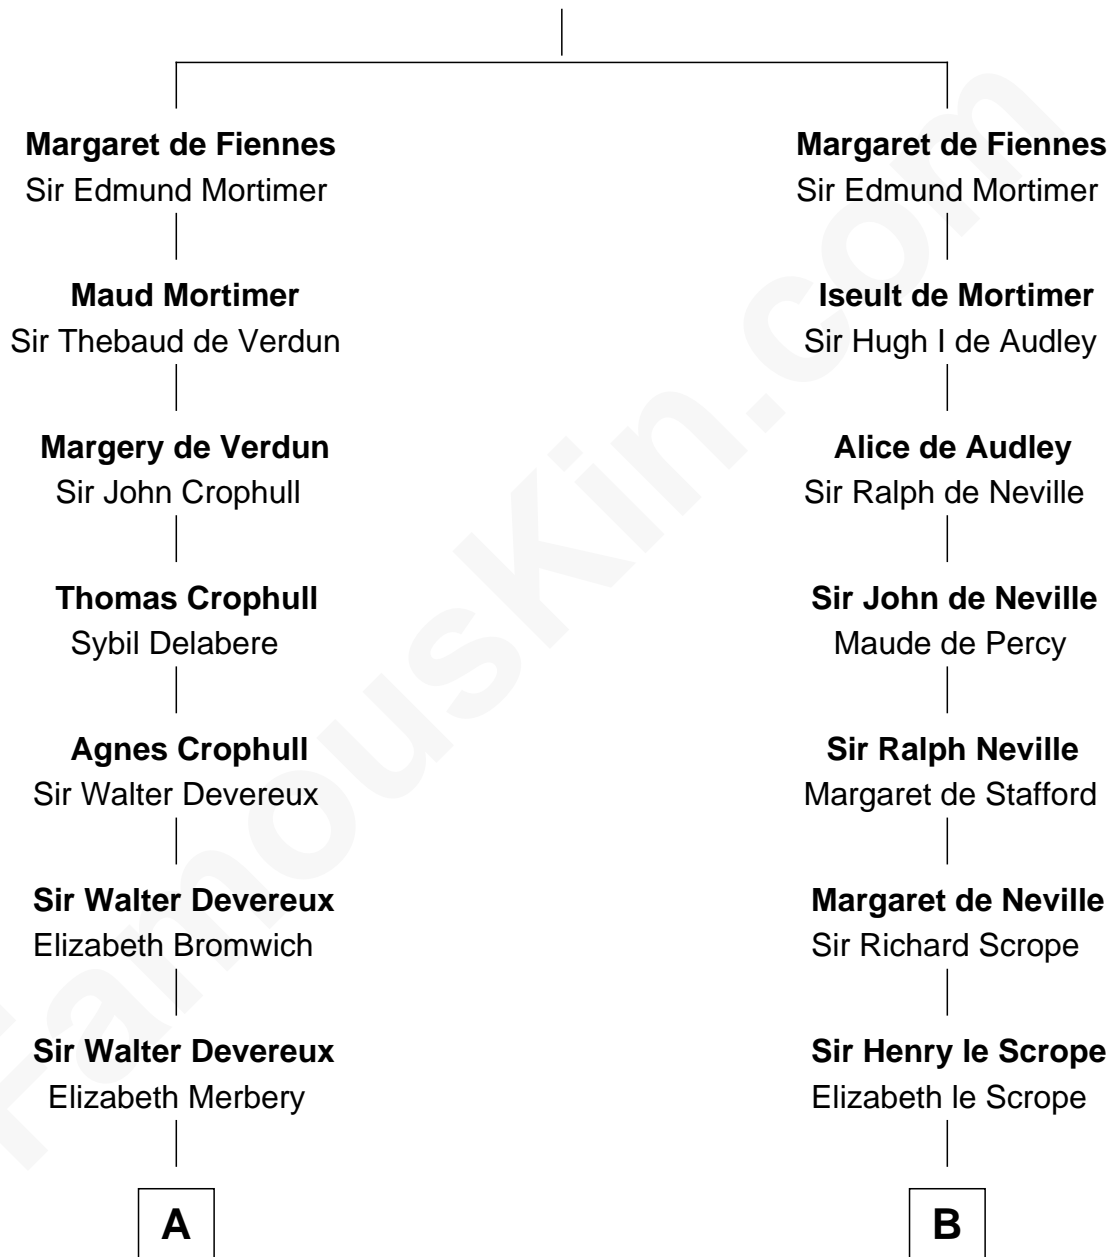 Margaret de Fiennes
Sir Edmund Mortimer
Maud Mortimer
Sir Thebaud de Verdun
Margery de Verdun
Sir John Crophull
Thomas Crophull
Sybil Delabere
Agnes Crophull
Sir Walter Devereux
Sir Walter Devereux
Elizabeth Bromwich
Sir Walter Devereux
Elizabeth Merbery
A
Margaret de Fiennes
Sir Edmund Mortimer
Iseult de Mortimer
Sir Hugh I de Audley
Alice de Audley
Sir Ralph de Neville
Sir John de Neville
Maude de Percy
Sir Ralph Neville
Margaret de Stafford
Margaret de Neville
Sir Richard Scrope
Sir Henry le Scrope
Elizabeth le Scrope
B
FamousKin.com